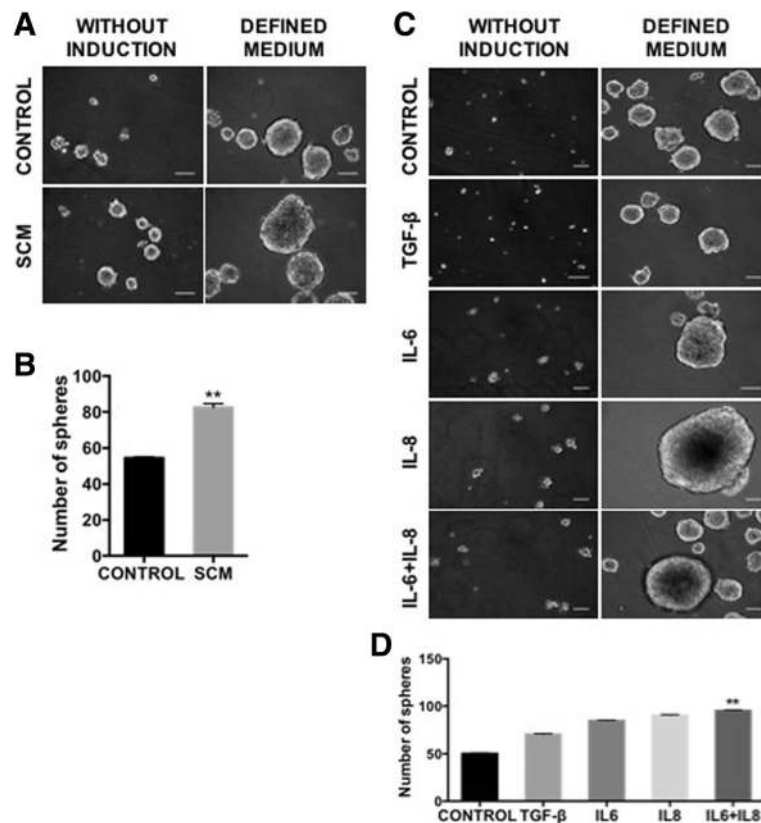 A
WITHOUT INDUCTION
DEFINED MEDIUM
CONTROL
SCM
B
Number of spheres
100
80
60
40
20
0
**
CONTROL SCM
C
WITHOUT INDUCTION
DEFINED MEDIUM
CONTROL
TGF-β
IL-6
IL-8
IL-6+IL-8
D
Number of spheres
150
100
50
0
**
CONTROL TGF-β IL6 IL8 IL6+IL8